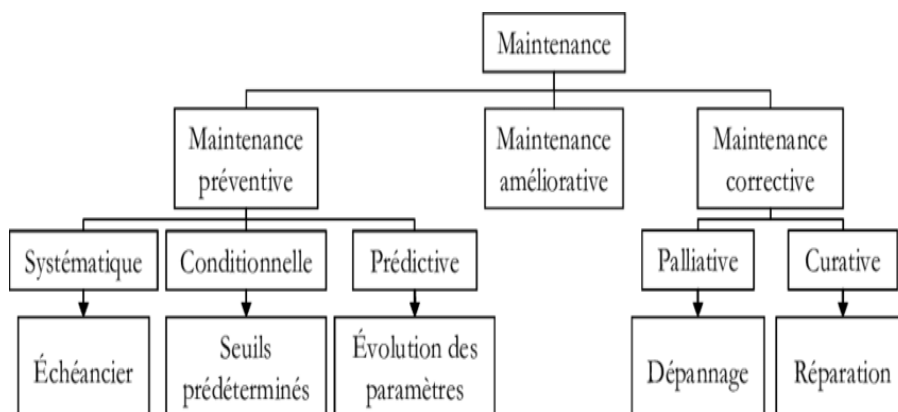 Maintenance
Maintenance
préventive
Maintenance
améliorative
Maintenance
corrective
Systématique
Conditionnelle
Prédictive
Palliative
Curative
Échéancier
Seuils
prédéterminés
Évolution des
paramètres
Dépannage
Réparation